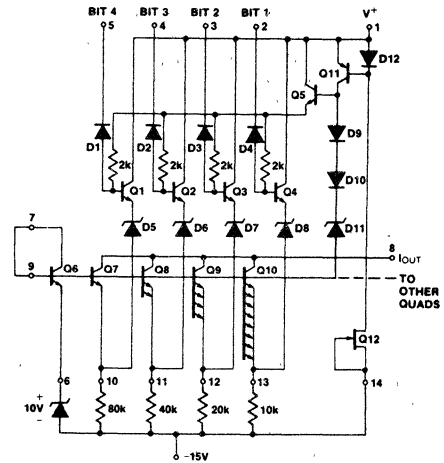 BIT 4 BIT 3 BIT 2 BIT 1 V+
5 4 3 2 1
D12
Q11
Q5
D1 D2 D3 D4 D9
2k 2k 2k 2k
D10
Q1 Q2 Q3 Q4
D5 D6 D7 D8 D11
7
8
IOUT
9 Q6 Q7 Q8 Q9 Q10
TO
OTHER
QUADS
Q12
6 10 11 12 13 14
+
10V 80k 40k 20k 10k
−
−15V